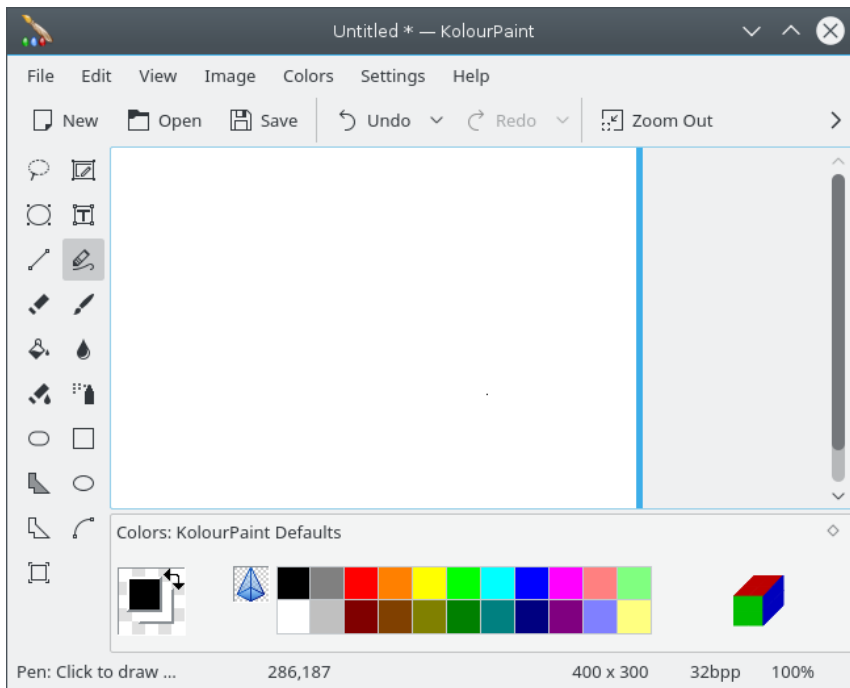 Untitled * — KolourPaint
File Edit View Image Colors Settings Help
New Open Save Undo Redo Zoom Out
T
Colors: KolourPaint Defaults
Pen: Click to draw ... 286,187 400 x 300 32bpp 100%